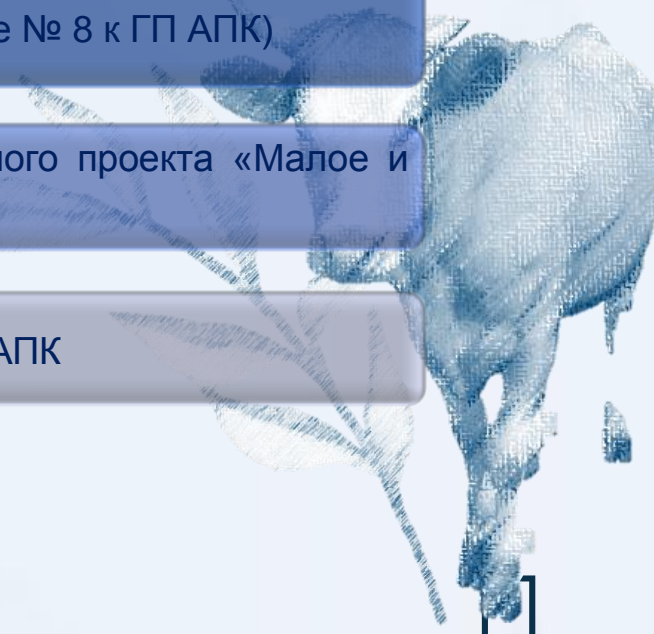 е № 8 к ГП АПК)
ного проекта «Малое и
АПК